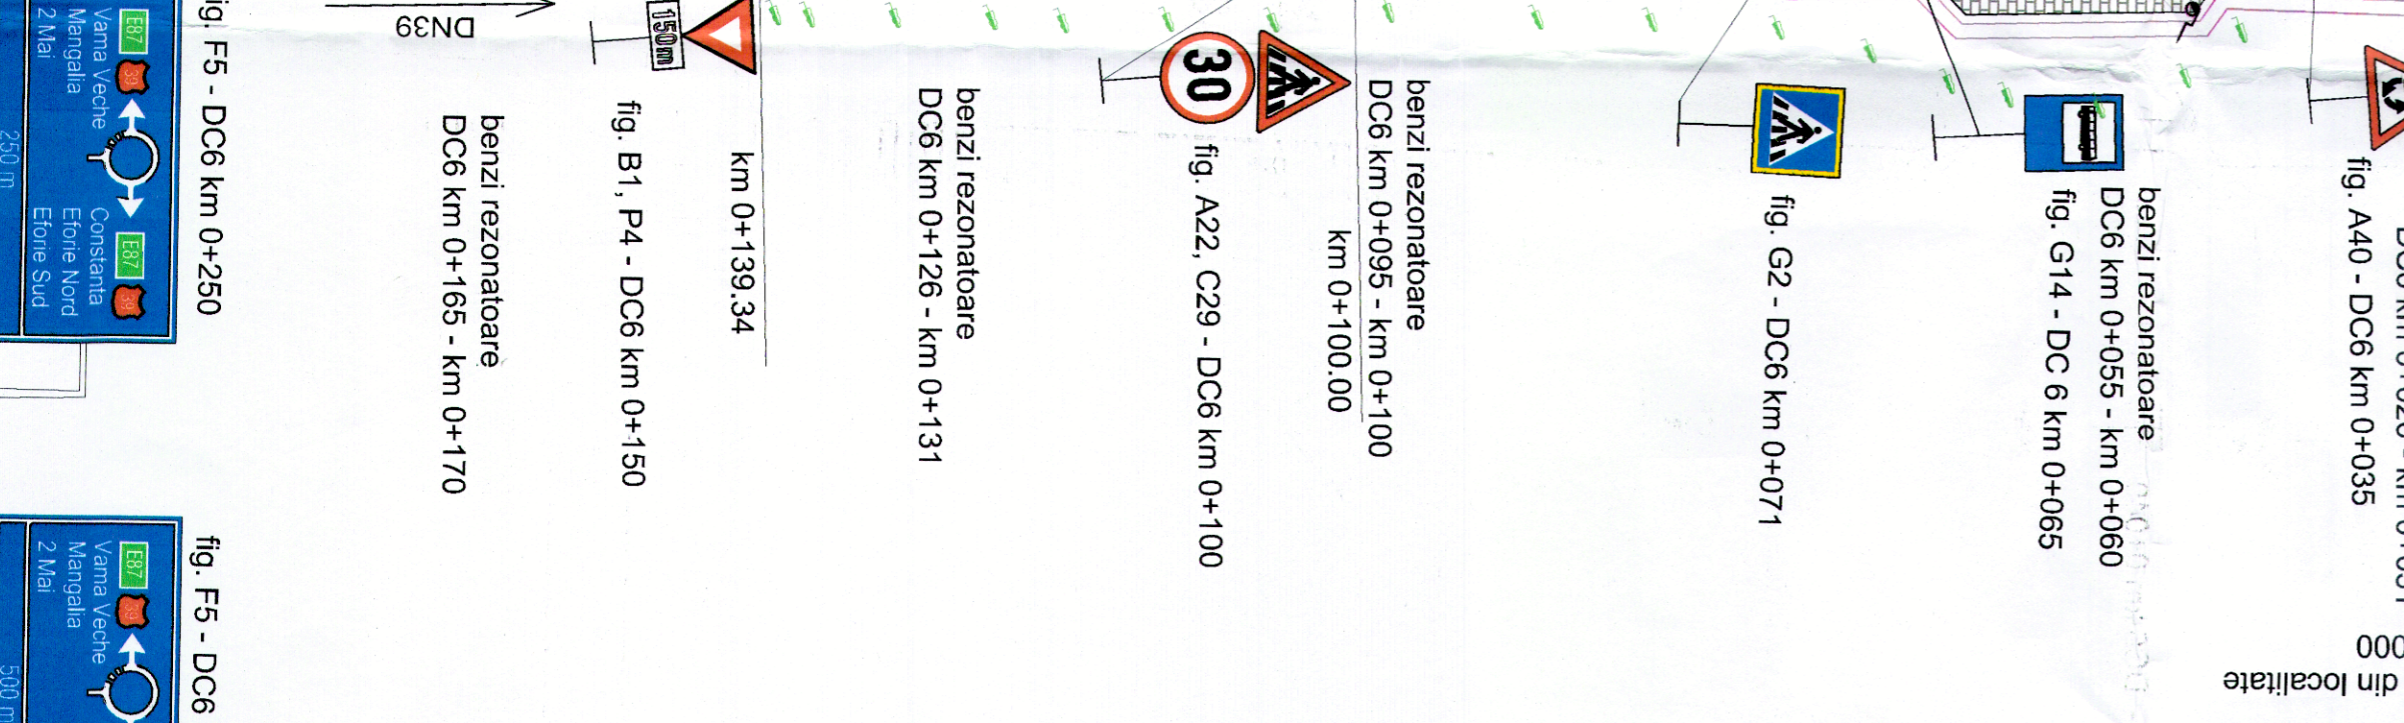 fig. A40 - DC6 km 0+035
din localitate
benzi rezonatoare
DC6 km 0+055 - km 0+060
fig. G14 - DC 6 km 0+065
fig. G2 - DC6 km 0+071
benzi rezonatoare
DC6 km 0+095 - km 0+100
km 0+100.00
30
fig. A22, C29 - DC6 km 0+100
benzi rezonatoare
DC6 km 0+126 - km 0+131
km 0+139.34
150m
fig. B1, P4 - DC6 km 0+150
benzi rezonatoare
DC6 km 0+165 - km 0+170
DN39
fig. F5 - DC6 km 0+250
E87 39
Vama Veche
Mangalia
2 Mai
E87 39
Constanta
Eforie Nord
Eforie Sud
250 m
fig. F5 - DC6
E87 39
Vama Veche
Mangalia
2 Mai
500 m